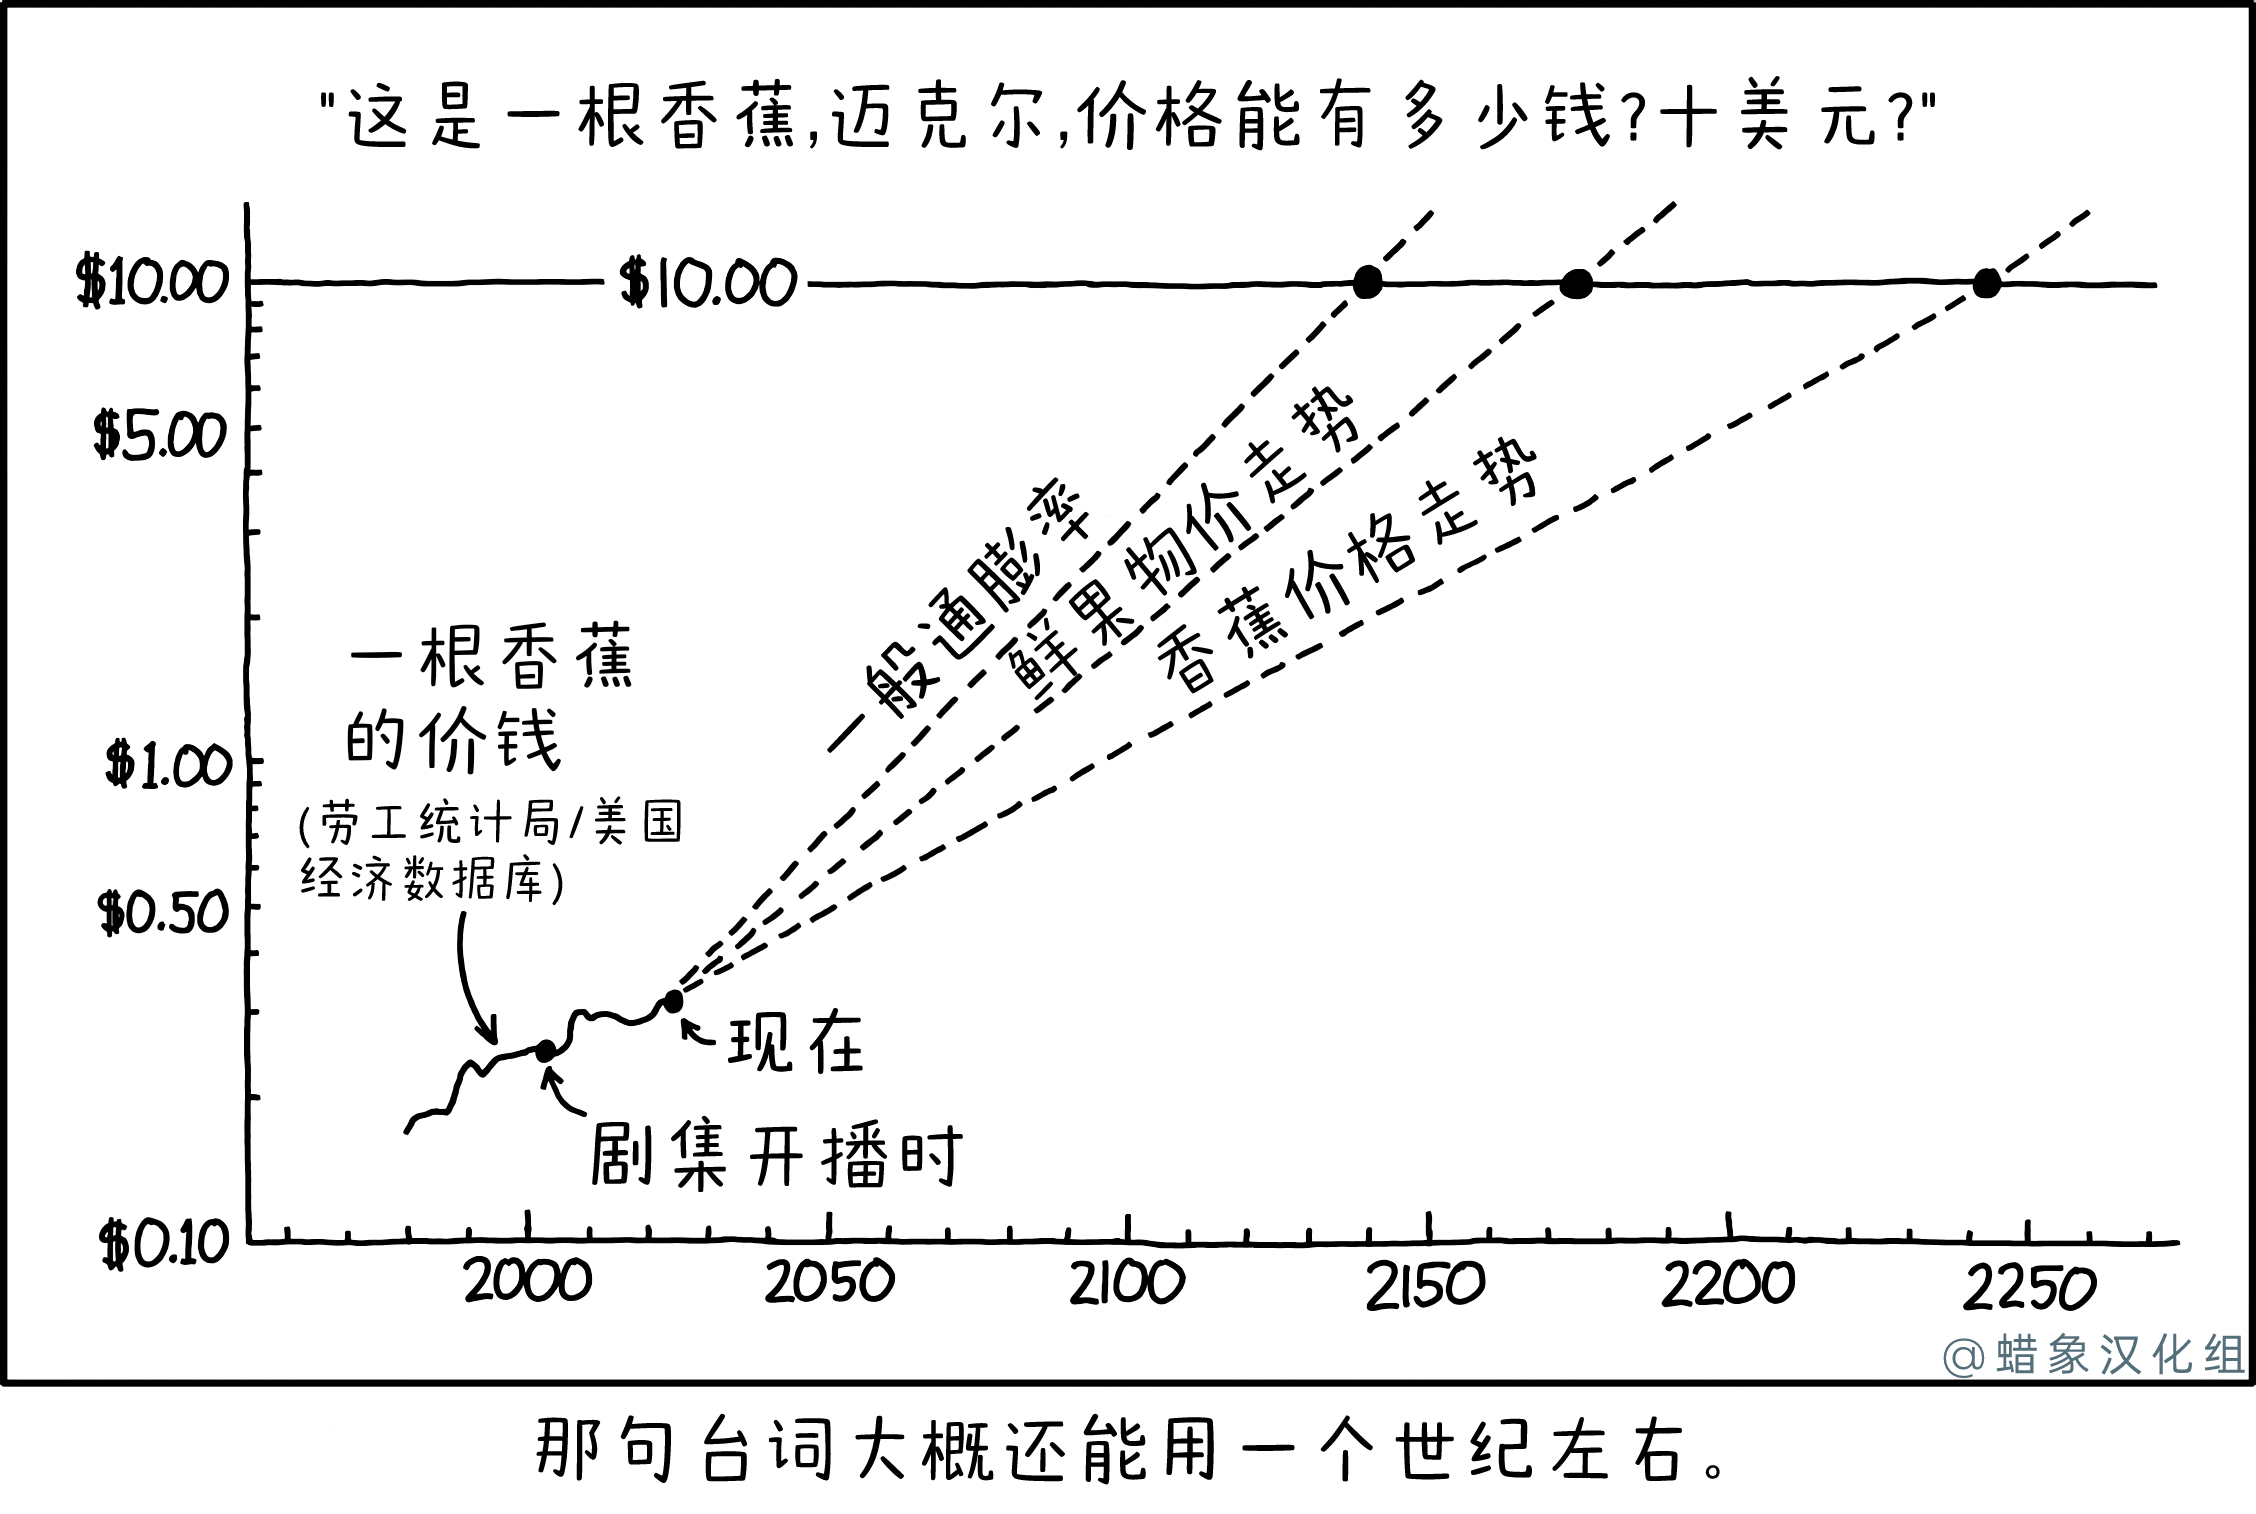 "这是一根香蕉,迈克尔,价格能有多少钱?十美元?"
$10.00
$10.00
$5.00
$1.00
$0.50
$0.10
一般通膨率
鲜果物价走势
香蕉价格走势
一根香蕉
的价钱
(劳工统计局/美国
经济数据库)
现在
剧集开播时
2000
2050
2100
2150
2200
2250
@蜡象汉化组
那句台词大概还能用一个世纪左右。